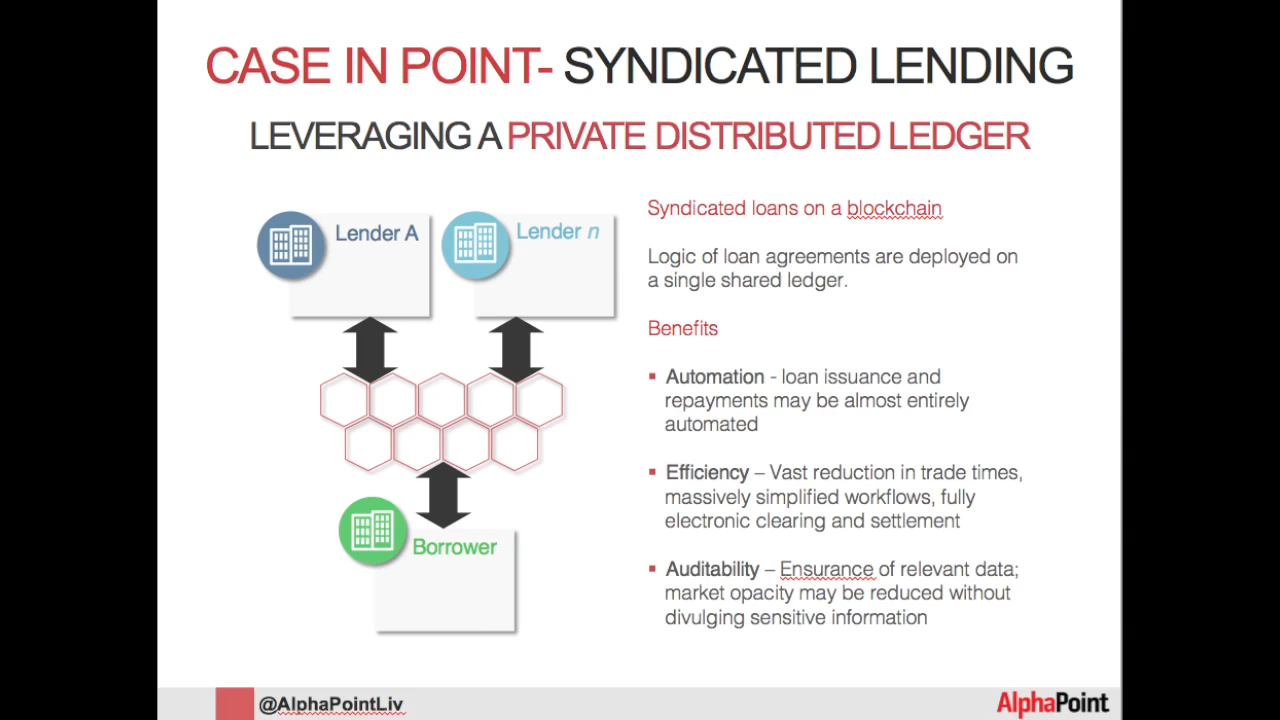 CASE IN POINT- SYNDICATED LENDING
LEVERAGING A PRIVATE DISTRIBUTED LEDGER
Lender A
Lender n
Borrower
Syndicated loans on a blockchain
Logic of loan agreements are deployed on
a single shared ledger.
Benefits
▪ Automation - loan issuance and
repayments may be almost entirely
automated
▪ Efficiency – Vast reduction in trade times,
massively simplified workflows, fully
electronic clearing and settlement
▪ Auditability – Ensurance of relevant data;
market opacity may be reduced without
divulging sensitive information
@AlphaPointLiv
AlphaPoint